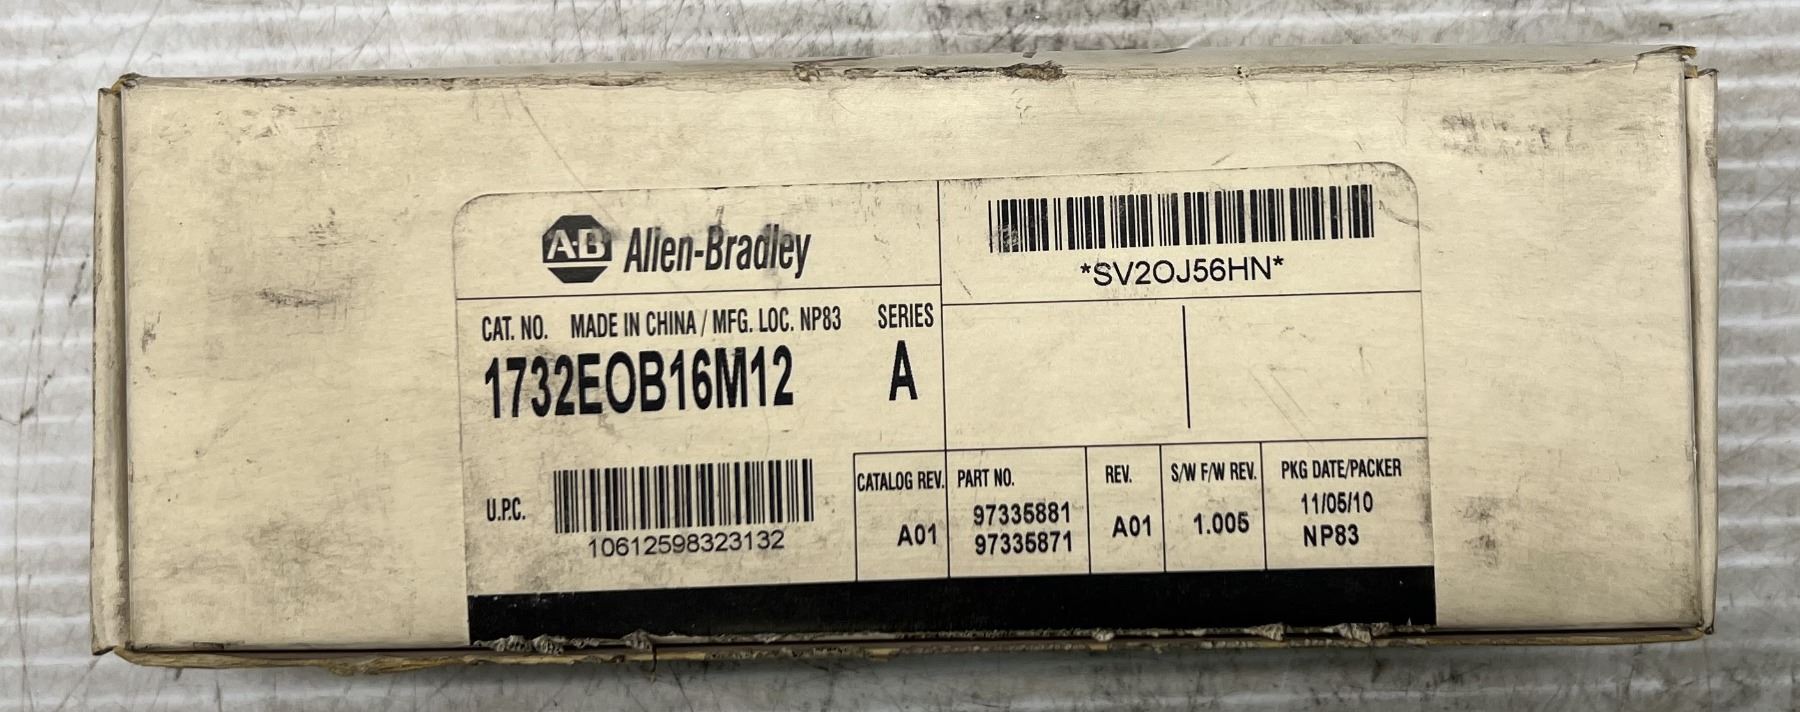 A-B Allen-Bradley
*SV2OJ56HN*
CAT. NO. MADE IN CHINA / MFG. LOC. NP83 SERIES
1732EOB16M12 A
U.P.C.
10612598323132
CATALOG REV. PART NO. REV. S/W F/W REV. PKG DATE/PACKER
A01 97335881 A01 1.005 11/05/10
97335871 NP83